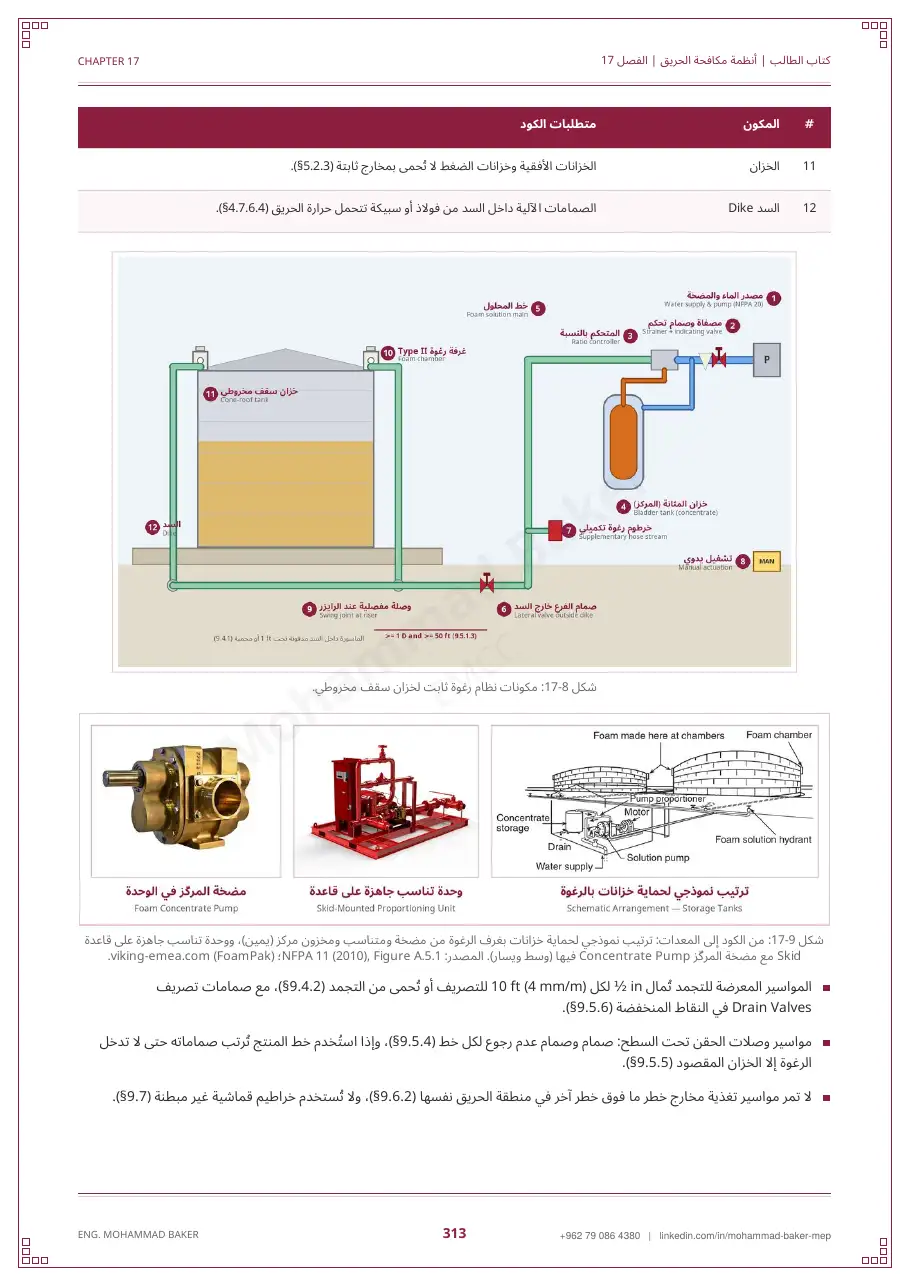 كتاب الطالب | أنظمة مكافحة الحريق | الفصل 17
CHAPTER 17
# المكون متطلبات الكود
11 الخزان الخزانات الأفقية وخزانات الضغط لا تُحمى بمخارج ثابتة (§5.2.3).
12 السد Dike الصمامات الآلية داخل السد من فولاذ أو سبيكة تتحمل حرارة الحريق (§4.7.6.4).
1 مصدر الماء والمضخة
Water supply & pump (NFPA 20)
2 مصفاة وصمام تحكم
Strainer + indicating valve
3 المتحكم بالنسبة
Ratio controller
5 خط المحلول
Foam solution main
P
10 غرفة رغوة Type II
Foam chamber
11 خزان سقف مخروطي
Cone-roof tank
4 خزان المثانة (المركز)
Bladder tank (concentrate)
12 السد
Dike
7 خرطوم رغوة تكميلي
Supplementary hose stream
8 تشغيل يدوي
Manual actuation
MAN
9 وصلة مفصلية عند الرايزر
Swing joint at riser
6 صمام الفرع خارج السد
Lateral valve outside dike
>= 1 D and >= 50 ft (9.5.1.3)
الماسورة داخل السد مدفونة تحت 1 ft أو محمية (9.4.1)
Mohammad Baker
شكل 8-17: مكونات نظام رغوة ثابت لخزان سقف مخروطي.
Foam made here at chambers
Foam chamber
Pump proportioner
Motor
Concentrate
storage
Drain
Foam solution hydrant
Solution pump
Water supply
ترتيب نموذجي لحماية خزانات بالرغوة
Schematic Arrangement — Storage Tanks
وحدة تناسب جاهزة على قاعدة
Skid-Mounted Proportioning Unit
مضخة المركز في الوحدة
Foam Concentrate Pump
شكل 9-17: من الكود إلى المعدات: ترتيب نموذجي لحماية خزانات بغرف الرغوة من مضخة ومتناسب ومخزون مركز (يمين)، ووحدة تناسب جاهزة على قاعدة
Skid مع مضخة المركز Concentrate Pump فيها (وسط ويسار). المصدر: NFPA 11 (2010), Figure A.5.1؛ viking-emea.com (FoamPak).
المواسير المعرضة للتجمد تُمال ½ in لكل 10 ft (4 mm/m) للتصريف أو تُحمى من التجمد (§9.4.2)، مع صمامات تصريف
Drain Valves في النقاط المنخفضة (§9.5.6).
مواسير وصلات الحقن تحت السطح: صمام وصمام عدم رجوع لكل خط (§9.5.4)، وإذا استُخدم خط المنتج تُرتب صماماته حتى لا تدخل
الرغوة إلا الخزان المقصود (§9.5.5).
لا تمر مواسير تغذية مخارج خطر ما فوق خطر آخر في منطقة الحريق نفسها (§9.6.2)، ولا تُستخدم خراطيم قماشية غير مبطنة (§9.7).
ENG. MOHAMMAD BAKER
313
+962 79 086 4380 | linkedin.com/in/mohammad-baker-mep